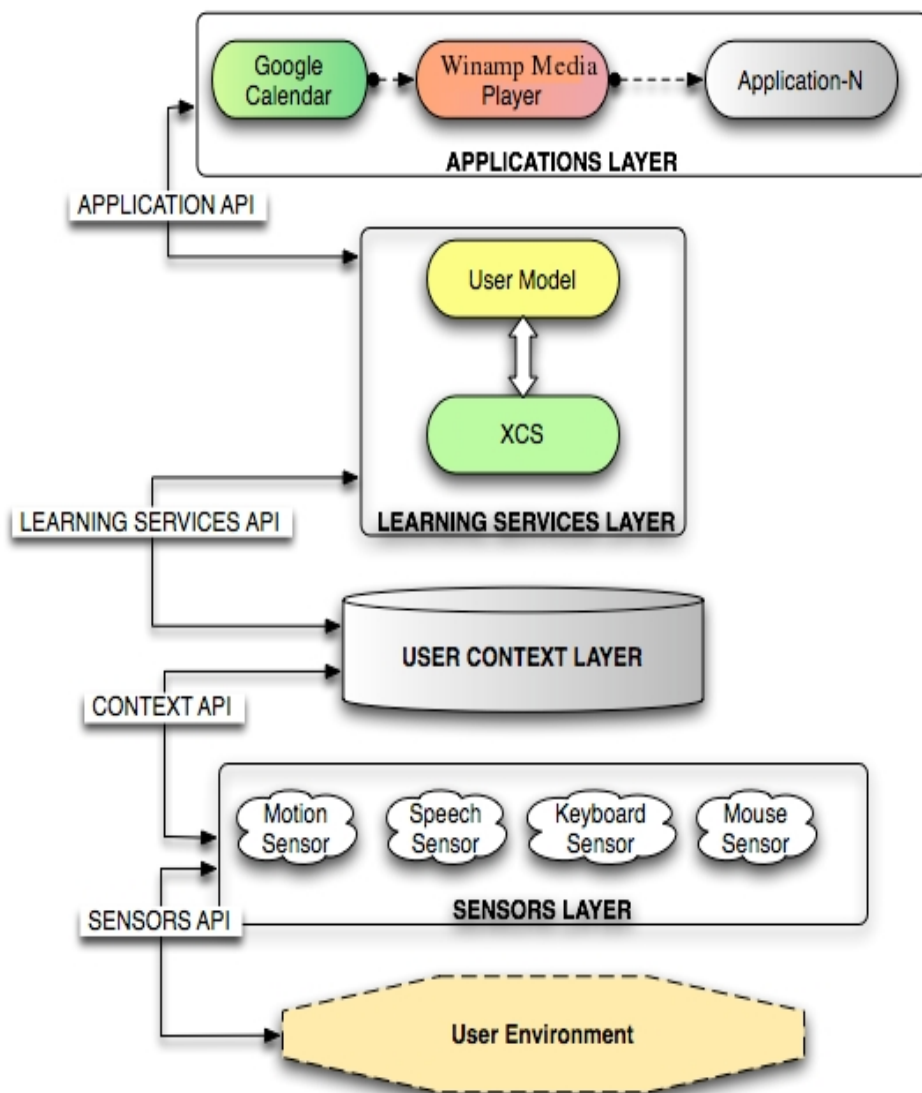 Google
Calendar
Winamp Media
Player
Application-N
APPLICATIONS LAYER
APPLICATION API
User Model
XCS
LEARNING SERVICES LAYER
LEARNING SERVICES API
USER CONTEXT LAYER
CONTEXT API
Motion
Sensor
Speech
Sensor
Keyboard
Sensor
Mouse
Sensor
SENSORS LAYER
SENSORS API
User Environment